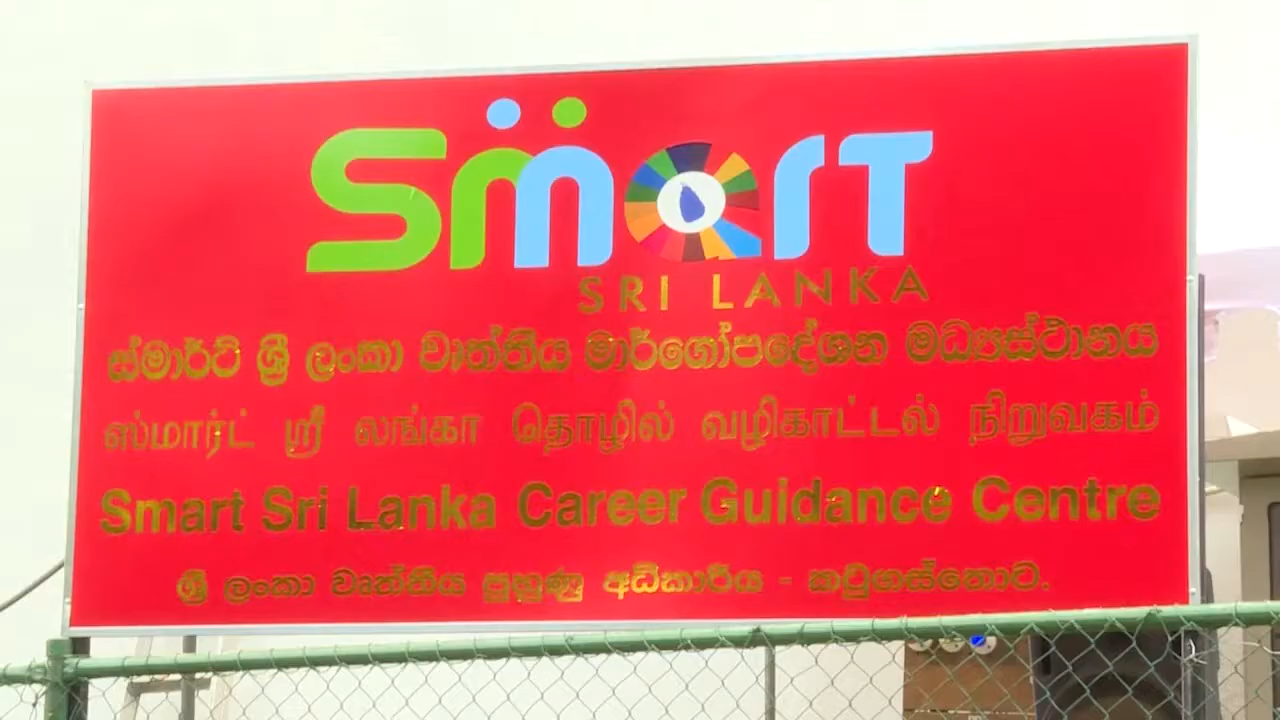 Smart
SRI LANKA
ස්මාර්ට් ශ්‍රී ලංකා වෘත්තීය මාර්ගෝපදේශන මධ්‍යස්ථානය
ஸ்மார்ட் ஸ்ரீ லங்கா தொழில் வழிகாட்டல் நிறுவகம்
Smart Sri Lanka Career Guidance Centre
ශ්‍රී ලංකා වෘත්තීය පුහුණු අධිකාරිය - කටුගස්තොට.